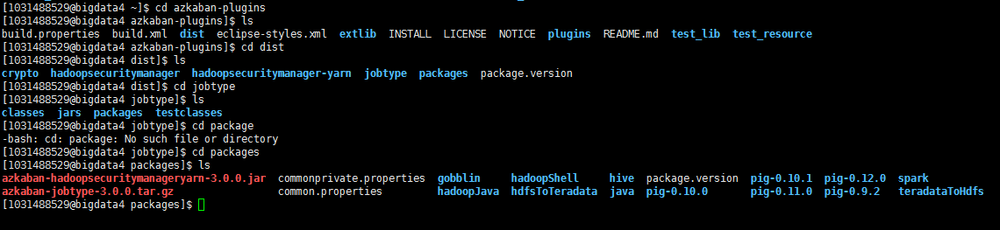 [1031488529@bigdata4 ~]$ cd azkaban-plugins
[1031488529@bigdata4 azkaban-plugins]$ ls
build.properties  build.xml  dist  eclipse-styles.xml  extlib  INSTALL  LICENSE  NOTICE  plugins  README.md  test_lib  test_resource
[1031488529@bigdata4 azkaban-plugins]$ cd dist
[1031488529@bigdata4 dist]$ ls
crypto  hadoopsecuritymanager  hadoopsecuritymanager-yarn  jobtype  packages  package.version
[1031488529@bigdata4 dist]$ cd jobtype
[1031488529@bigdata4 jobtype]$ ls
classes  jars  packages  testclasses
[1031488529@bigdata4 jobtype]$ cd package
-bash: cd: package: No such file or directory
[1031488529@bigdata4 jobtype]$ cd packages
[1031488529@bigdata4 packages]$ ls
azkaban-hadoopsecuritymanageryarn-3.0.0.jar  commonprivate.properties  gobblin  hadoopShell  hive  package.version  pig-0.10.1  pig-0.12.0  spark
azkaban-jobtype-3.0.0.tar.gz  common.properties  hadoopJava  hdfsToTeradata  java  pig-0.10.0  pig-0.11.0  pig-0.9.2  teradataToHdfs
[1031488529@bigdata4 packages]$